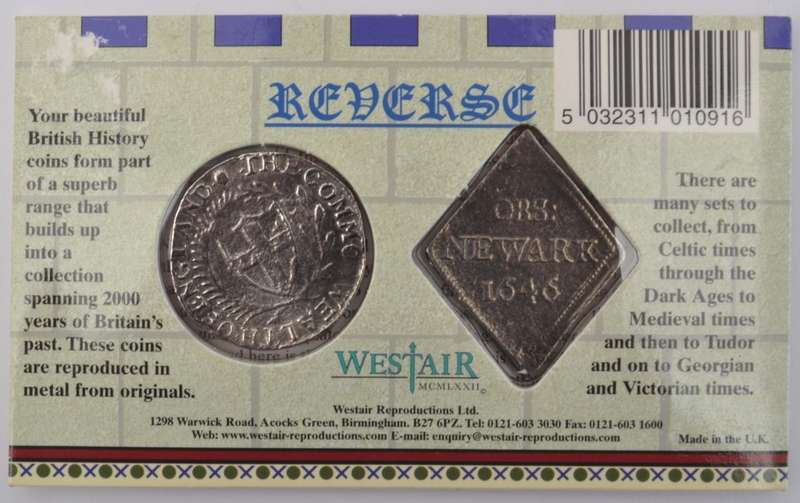 REVERSE
5 032311 010916
Your beautiful
British History
coins form part
of a superb
range that
builds up
into a
collection
spanning 2000
years of Britain's
past. These coins
are reproduced in
metal from originals.
THE COMMONWEALTH OF ENGLAND
OBS:
NEWARK
1646
There are
many sets to
collect, from
Celtic times
through the
Dark Ages to
Medieval times
and then to Tudor
and on to Georgian
and Victorian times.
WESTAIR
MCMLXXII
Westair Reproductions Ltd.
1298 Warwick Road, Acocks Green, Birmingham. B27 6PZ. Tel: 0121-603 3030 Fax: 0121-603 1600
Web: www.westair-reproductions.com E-mail: enquiry@westair-reproductions.com
Made in the U.K.